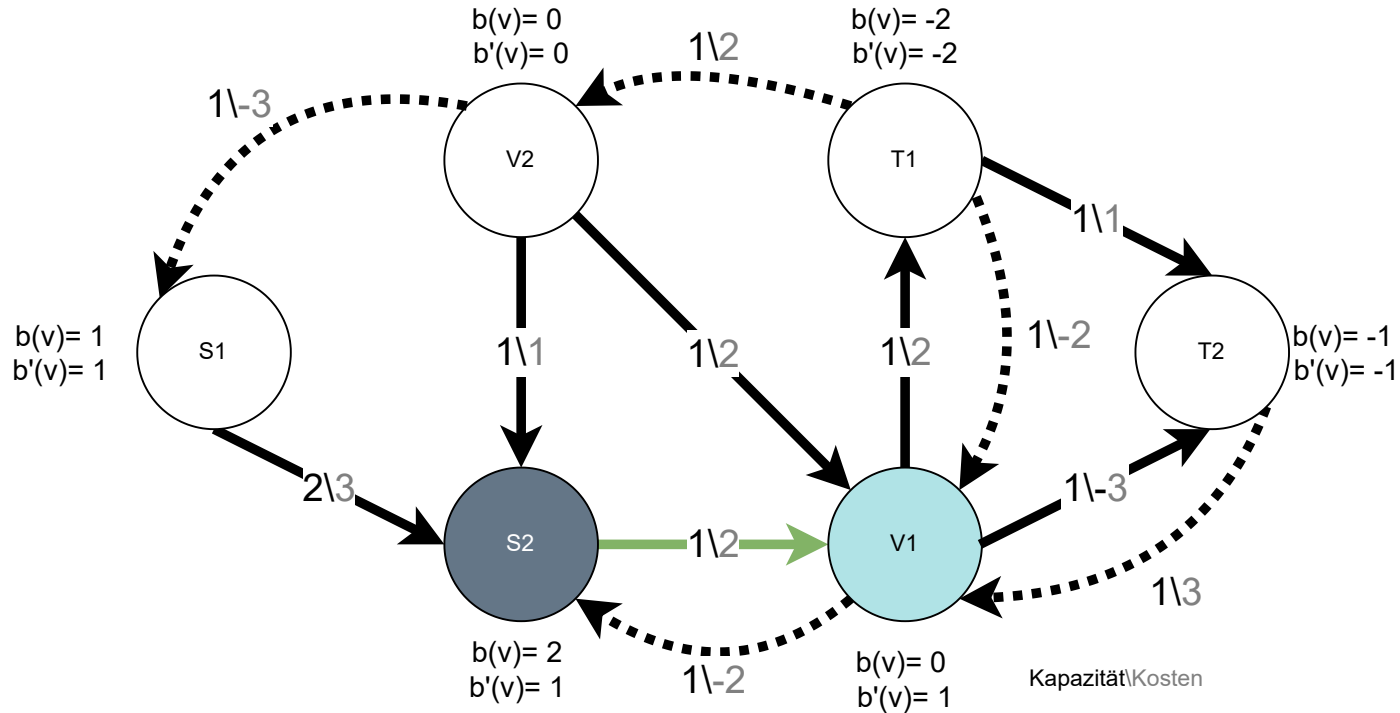 b(v)= 0
b'(v)= 0
b(v)= -2
b'(v)= -2
1\2
1\-3
V2
T1
1\1
b(v)= 1
b'(v)= 1
S1
1\1
1\2
1\2
1\-2
T2
b(v)= -1
b'(v)= -1
2\3
1\-3
S2
1\2
V1
1\3
b(v)= 2
b'(v)= 1
1\-2
b(v)= 0
b'(v)= 1
Kapazität\Kosten